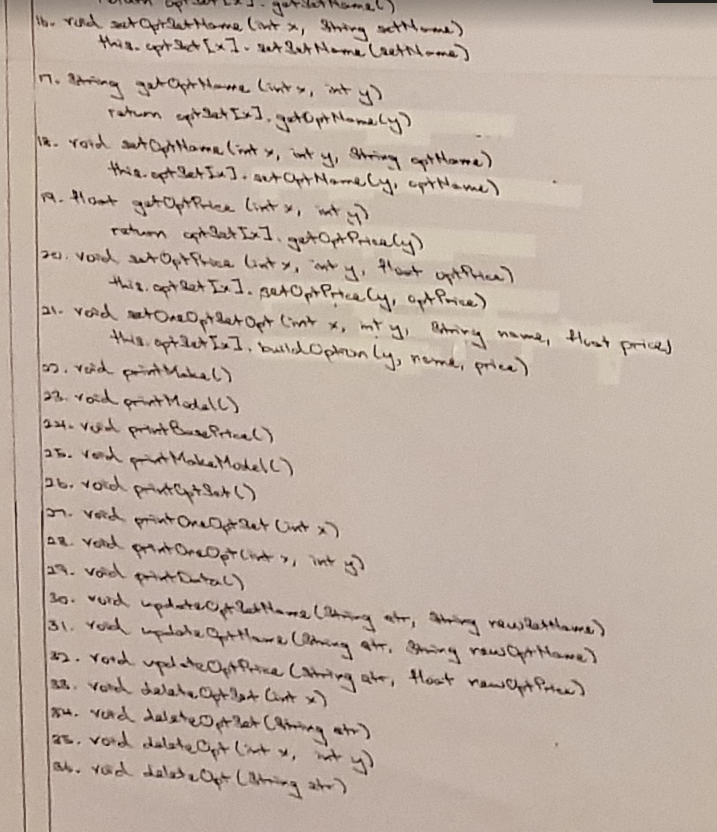 return optSet[x].getSetName()
16. void setOptSetName (int x, String setName)
this.optSet[x].setSetName(setName)
17. String getOptName (int x, int y)
return optSet[x].getOptName(y)
18. void setOptName (int x, int y, String optName)
this.optSet[x].setOptName(y, optName)
19. float getOptPrice (int x, int y)
return optSet[x].getOptPrice(y)
20. void setOptPrice (int x, int y, float optPrice)
this.optSet[x].setOptPrice(y, optPrice)
21. void setOneOptSetOpt (int x, int y, String name, float price)
this.optSet[x].buildOption(y, name, price)
22. void printMake()
23. void printModel()
24. void printBasePrice()
25. void printMakeModel()
26. void printOptSet()
27. void printOneOptSet (int x)
28. void printOneOpt(int x, int y)
29. void printData()
30. void updateOptSetName (String str, String newSetName)
31. void updateOptName (String str, String newOptName)
32. void updateOptPrice (String str, float newOptPrice)
33. void deleteOptSet (int x)
34. void deleteOptSet (String str)
35. void deleteOpt (int x, int y)
36. void deleteOpt (String str)